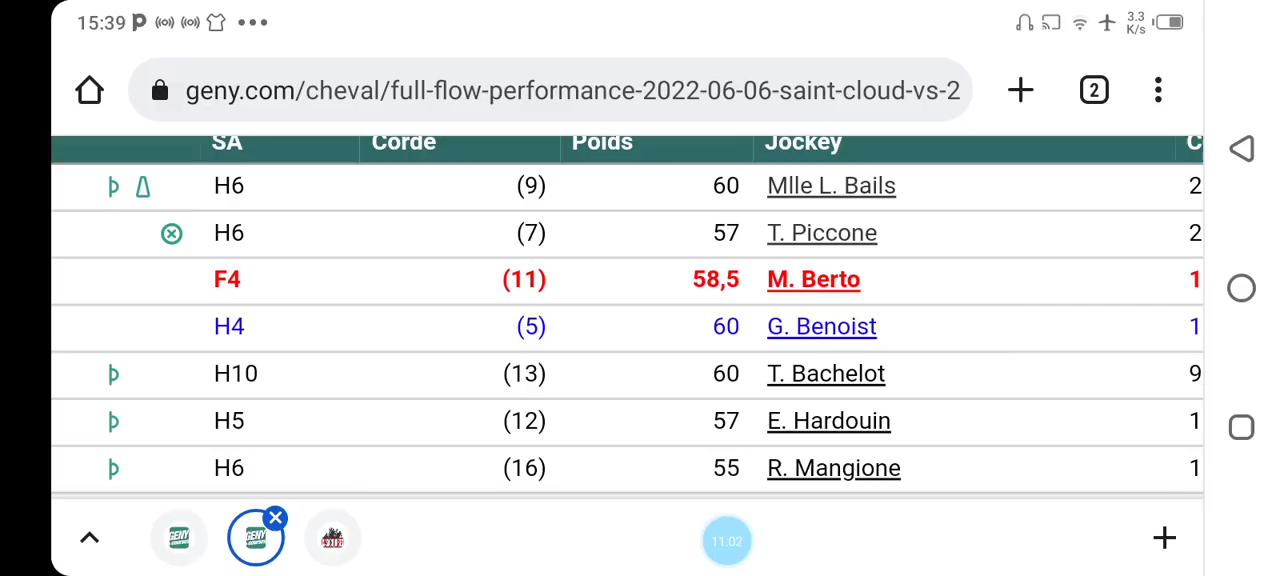 15:39 P 3.3 K/s
geny.com/cheval/full-flow-performance-2022-06-06-saint-cloud-vs-2
2
SA Corde Poids Jockey C
H6 (9) 60 Mlle L. Bails 2
H6 (7) 57 T. Piccone 2
F4 (11) 58,5 M. Berto 1
H4 (5) 60 G. Benoist 1
H10 (13) 60 T. Bachelot 9
H5 (12) 57 E. Hardouin 1
H6 (16) 55 R. Mangione 1
GENY GENY 11:02